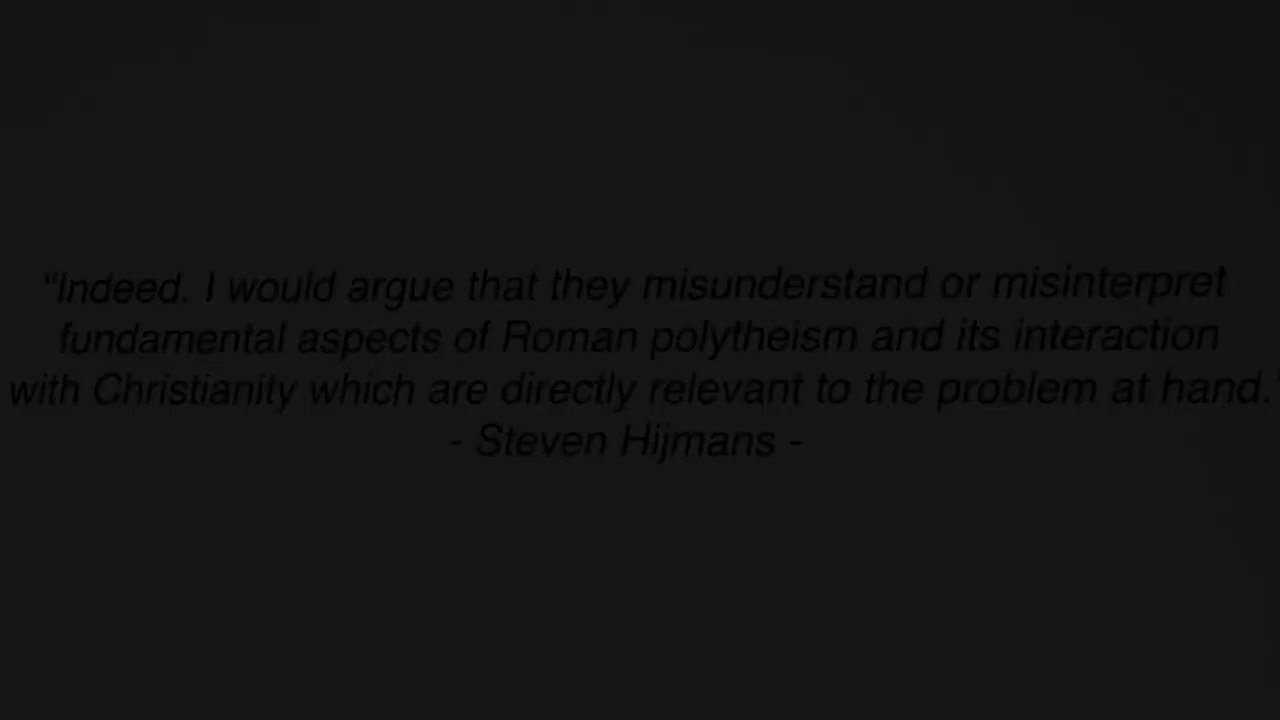 “Indeed. I would argue that they misunderstand or misinterpret
fundamental aspects of Roman polytheism and its interaction
with Christianity which are directly relevant to the problem at hand.
- Steven Hijmans -